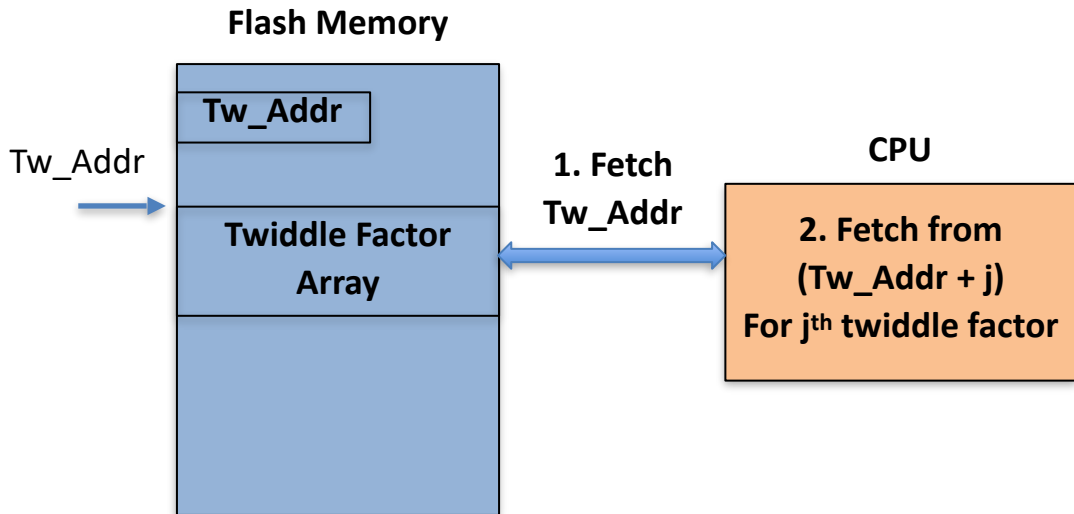 Flash Memory
Tw_Addr
Tw_Addr
Twiddle Factor
Array
1. Fetch
Tw_Addr
CPU
2. Fetch from
(Tw_Addr + j)
For jth twiddle factor